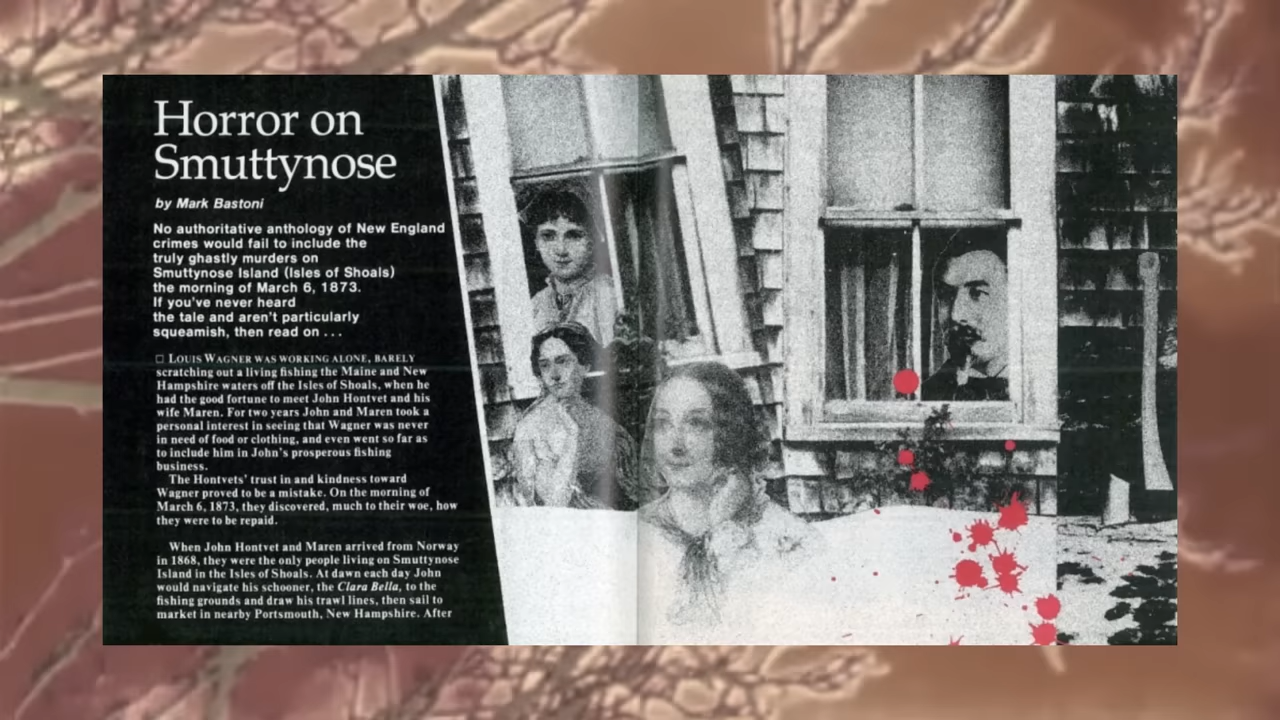 Horror on
Smuttynose
by Mark Bastoni
No authoritative anthology of New England
crimes would fail to include the
truly ghastly murders on
Smuttynose Island (Isles of Shoals)
the morning of March 6, 1873.
If you've never heard
the tale and aren't particularly
squeamish, then read on . . .
□ LOUIS WAGNER WAS WORKING ALONE, BARELY
scratching out a living fishing the Maine and New
Hampshire waters off the Isles of Shoals, when he
had the good fortune to meet John Hontvet and his
wife Maren. For two years John and Maren took a
personal interest in seeing that Wagner was never
in need of food or clothing, and even went so far as
to include him in John's prosperous fishing
business.
The Hontvets' trust in and kindness toward
Wagner proved to be a mistake. On the morning of
March 6, 1873, they discovered, much to their woe, how
they were to be repaid.
When John Hontvet and Maren arrived from Norway
in 1868, they were the only people living on Smuttynose
Island in the Isles of Shoals. At dawn each day John
would navigate his schooner, the Clara Bella, to the
fishing grounds and draw his trawl lines, then sail to
market in nearby Portsmouth, New Hampshire. After